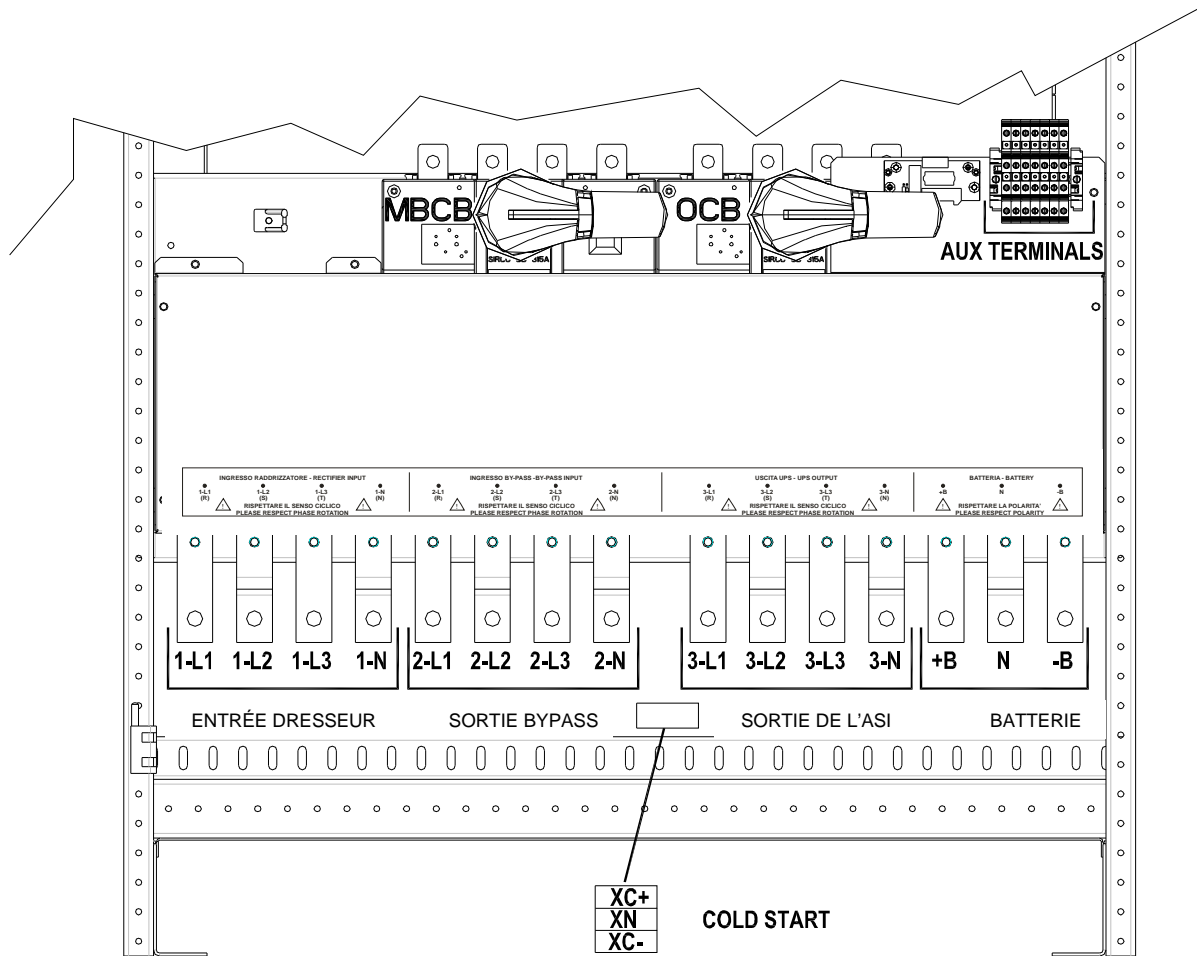 MBCB
OCB
AUX TERMINALS
INGRESSO RADDRIZZATORE - RECTIFIER INPUT
1-L1
(R)
1-L2
(S)
1-L3
(T)
1-N
(N)
RISPETTARE IL SENSO CICLICO
PLEASE RESPECT PHASE ROTATION
INGRESSO BY-PASS -BY-PASS INPUT
2-L1
(R)
2-L2
(S)
2-L3
(T)
2-N
(N)
RISPETTARE IL SENSO CICLICO
PLEASE RESPECT PHASE ROTATION
USCITA UPS - UPS OUTPUT
3-L1
(R)
3-L2
(S)
3-L3
(T)
3-N
(N)
RISPETTARE IL SENSO CICLICO
PLEASE RESPECT PHASE ROTATION
BATTERIA - BATTERY
+B
N
-B
RISPETTARE LA POLARITA'
PLEASE RESPECT POLARITY
1-L1 1-L2 1-L3 1-N 2-L1 2-L2 2-L3 2-N 3-L1 3-L2 3-L3 3-N +B N -B
ENTRÉE DRESSEUR SORTIE BYPASS SORTIE DE L'ASI BATTERIE
XC+
XN
XC-
COLD START